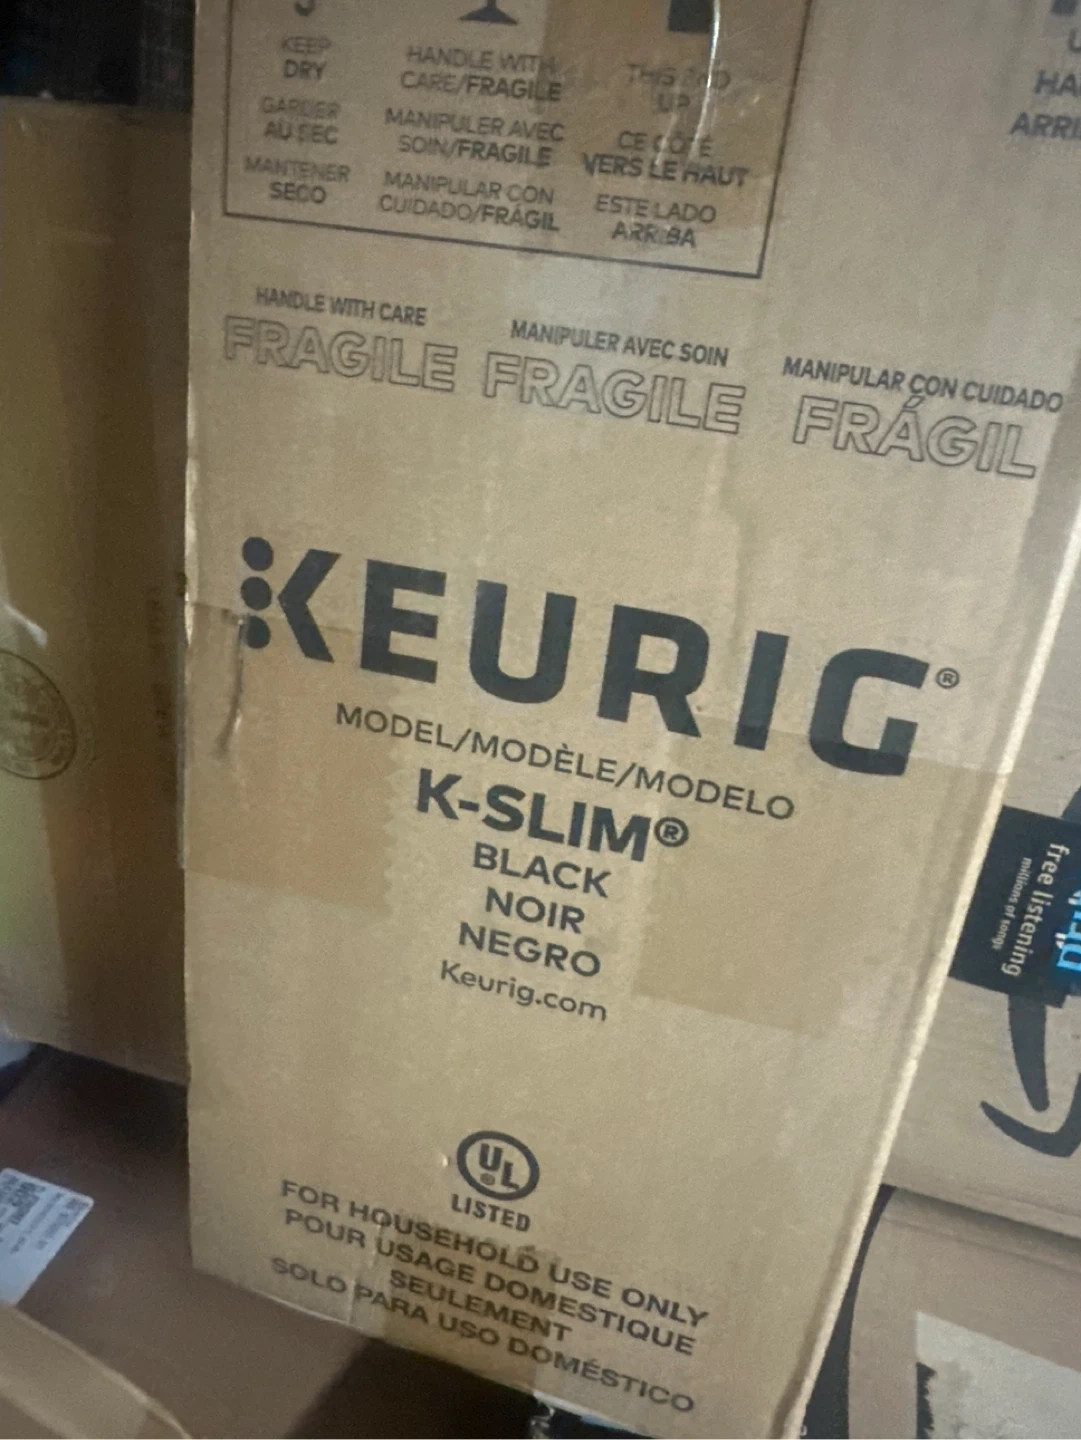 KEEP
DRY
GARDER
AU SEC
MANTENER
SECO
HANDLE WITH
CARE/FRAGILE
MANIPULER AVEC
SOIN/FRAGILE
MANIPULAR CON
CUIDADO/FRÁGIL
THIS END
UP
CE CÔTÉ
VERS LE HAUT
ESTE LADO
ARRIBA
HANDLE WITH CARE
FRAGILE
MANIPULER AVEC SOIN
FRAGILE
MANIPULAR CON CUIDADO
FRÁGIL
KEURIG®
MODEL/MODÈLE/MODELO
K-SLIM®
BLACK
NOIR
NEGRO
Keurig.com
UL
LISTED
FOR HOUSEHOLD USE ONLY
POUR USAGE DOMESTIQUE
SEULEMENT
SOLO PARA USO DOMÉSTICO
free listening
millions of songs